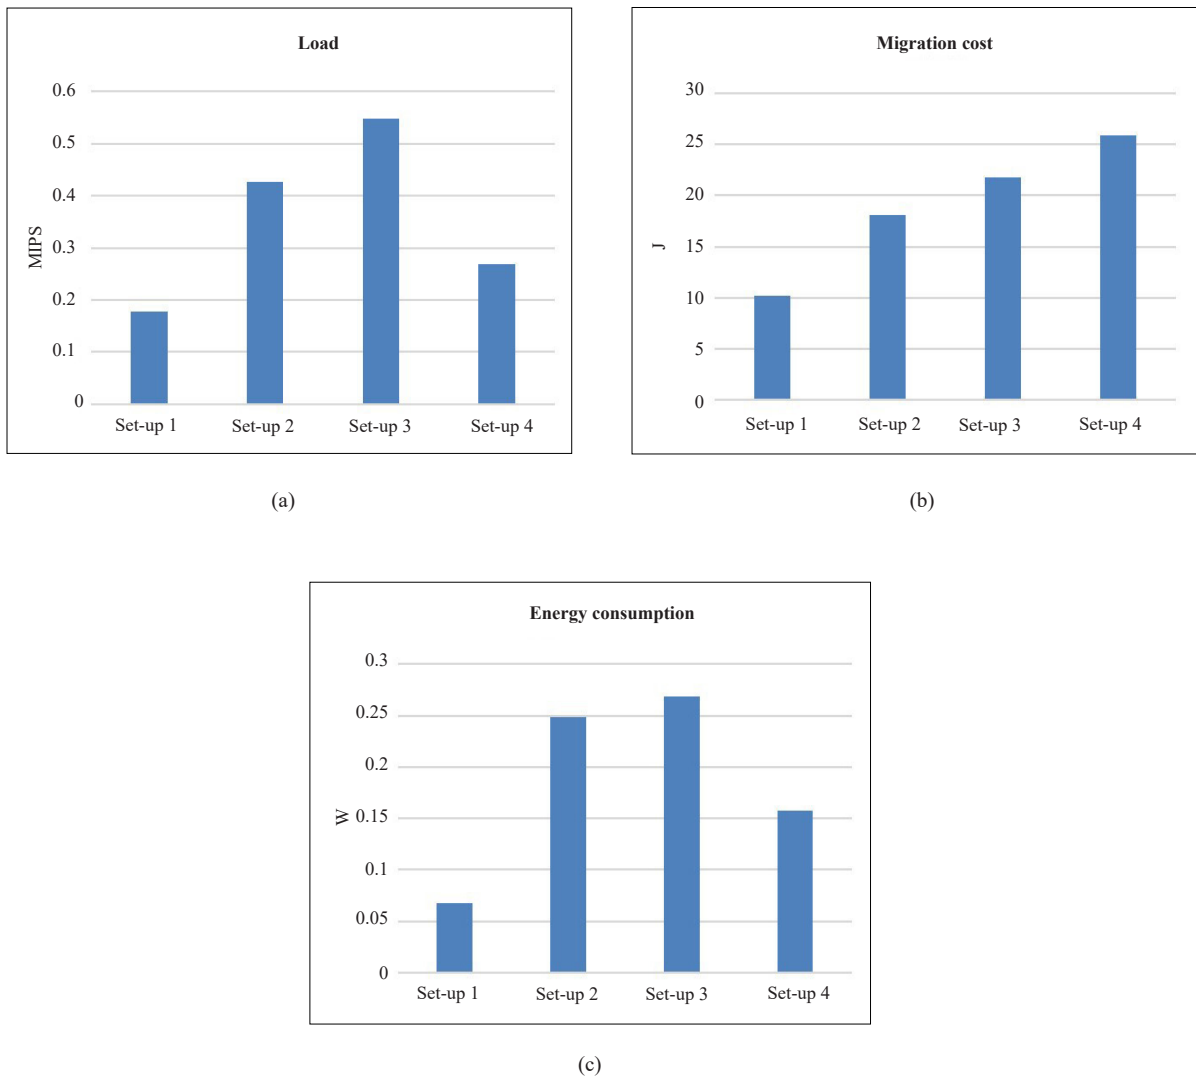 Load
0.6
0.5
0.4
0.3
0.2
0.1
0
MIPS
Set-up 1 Set-up 2 Set-up 3 Set-up 4
(a)
Migration cost
30
25
20
15
10
5
0
J
Set-up 1 Set-up 2 Set-up 3 Set-up 4
(b)
Energy consumption
0.3
0.25
0.2
0.15
0.1
0.05
0
W
Set-up 1 Set-up 2 Set-up 3 Set-up 4
(c)